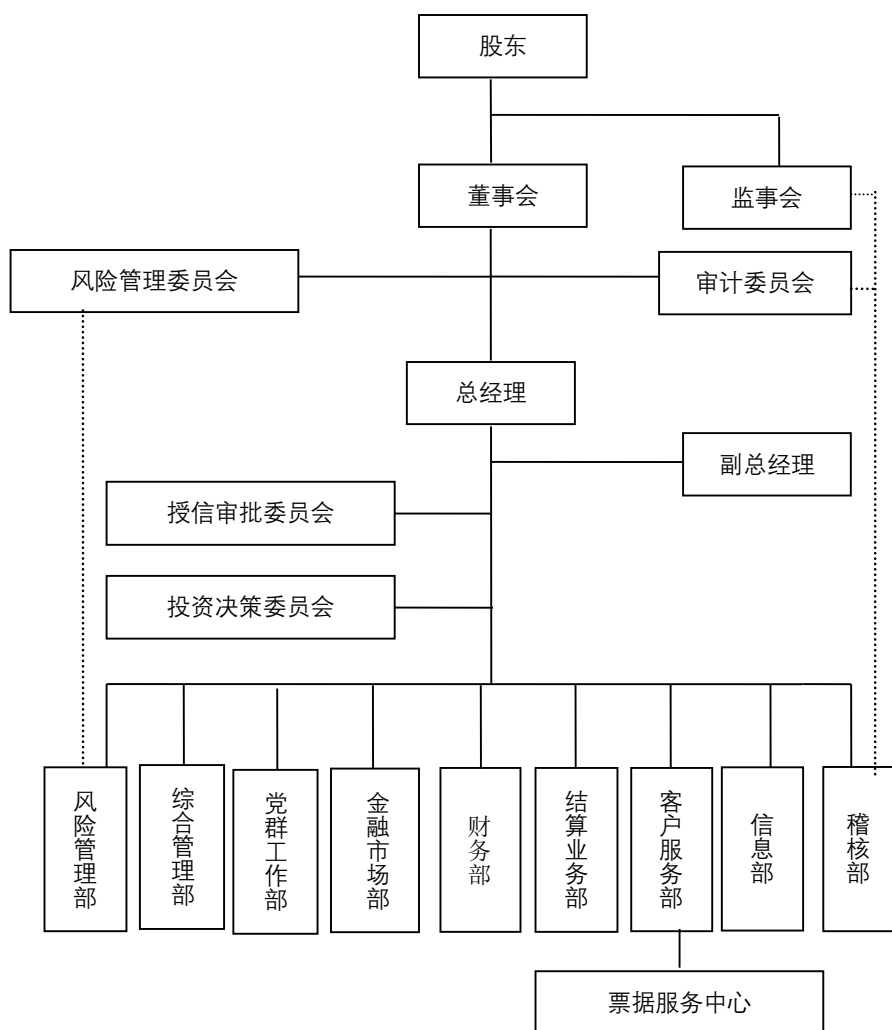 股东
董事会
监事会
风险管理委员会
审计委员会
总经理
副总经理
授信审批委员会
投资决策委员会
风险管理部
综合管理部
党群工作部
金融市场部
财务部
结算业务部
客户服务部
信息部
稽核部
票据服务中心